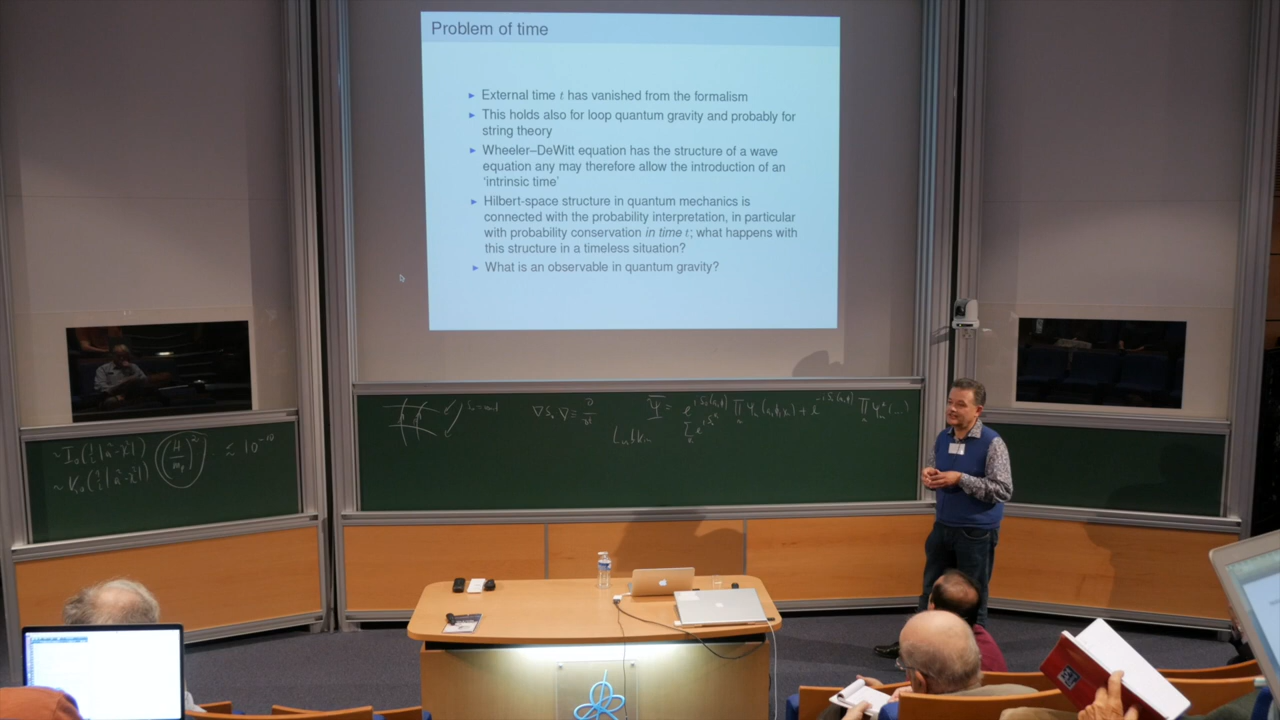 Problem of time
► External time t has vanished from the formalism
► This holds also for loop quantum gravity and probably for
string theory
► Wheeler–DeWitt equation has the structure of a wave
equation any may therefore allow the introduction of an
‘intrinsic time’
► Hilbert-space structure in quantum mechanics is
connected with the probability interpretation, in particular
with probability conservation in time t; what happens with
this structure in a timeless situation?
► What is an observable in quantum gravity?